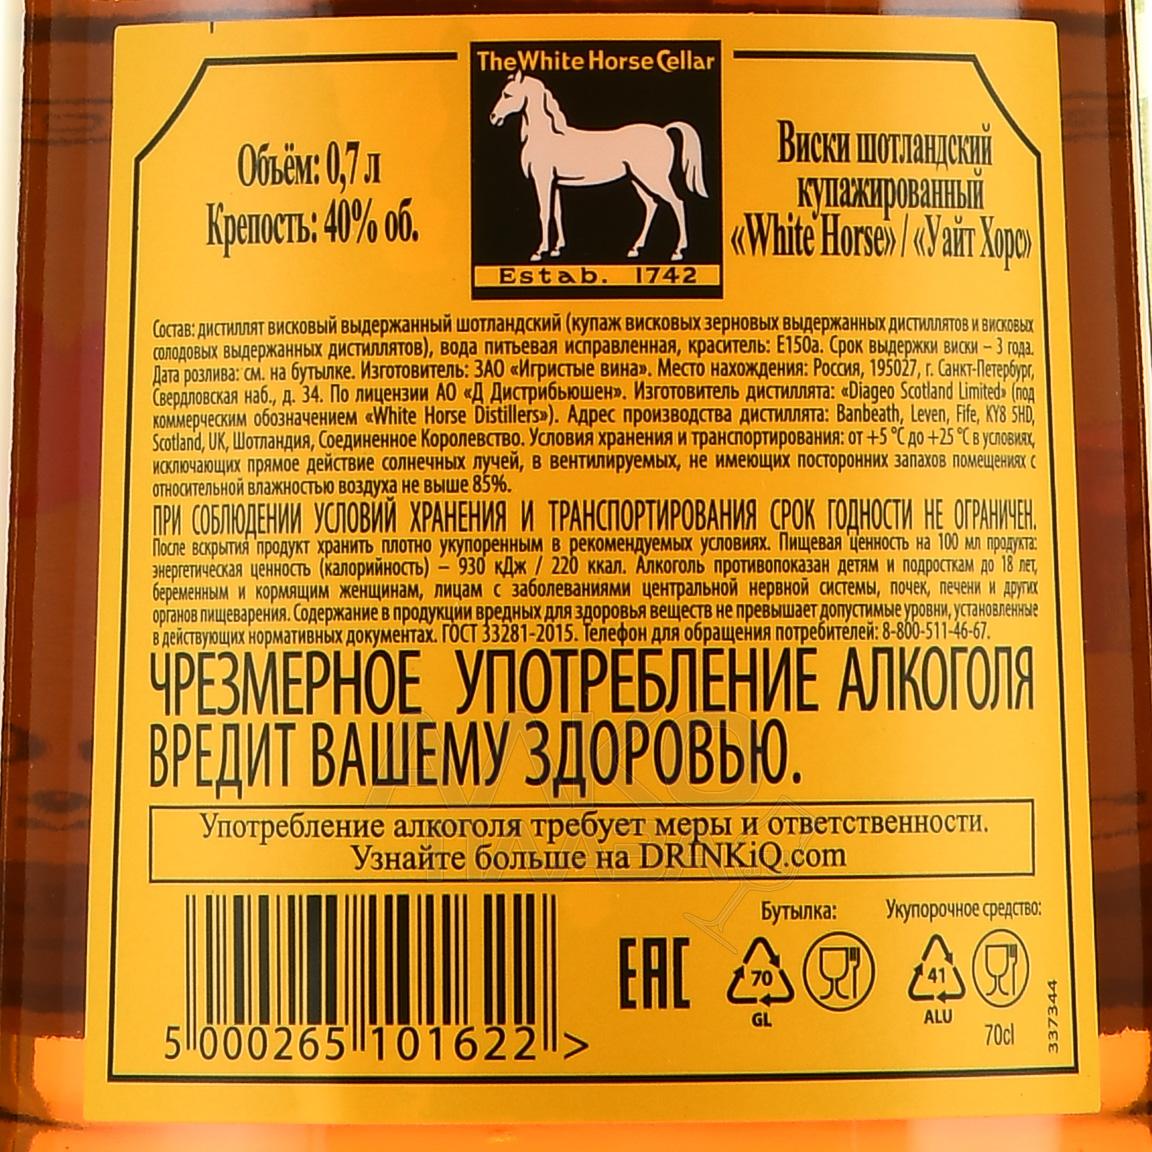 The White Horse Cellar
Estab. 1742
Объём: 0,7 л
Крепость: 40% об.
Виски шотландский
купажированный
«White Horse» / «Уайт Хорс»
Состав: дистиллят висковый выдержанный шотландский (купаж висковых зерновых выдержанных дистиллятов и висковых
солодовых выдержанных дистиллятов), вода питьевая исправленная, краситель: Е150а. Срок выдержки виски – 3 года.
Дата розлива: см. на бутылке. Изготовитель: ЗАО «Игристые вина». Место нахождения: Россия, 195027, г. Санкт-Петербург,
Свердловская наб., д. 34. По лицензии АО «Д Дистрибьюшен». Изготовитель дистиллята: «Diageo Scotland Limited» (под
коммерческим обозначением «White Horse Distillers»). Адрес производства дистиллята: Banbeath, Leven, Fife, KY8 5HD,
Scotland, UK, Шотландия, Соединенное Королевство. Условия хранения и транспортирования: от +5 °С до +25 °С в условиях,
исключающих прямое действие солнечных лучей, в вентилируемых, не имеющих посторонних запахов помещениях с
относительной влажностью воздуха не выше 85%.
ПРИ СОБЛЮДЕНИИ УСЛОВИЙ ХРАНЕНИЯ И ТРАНСПОРТИРОВАНИЯ СРОК ГОДНОСТИ НЕ ОГРАНИЧЕН.
После вскрытия продукт хранить плотно укупоренным в рекомендуемых условиях. Пищевая ценность на 100 мл продукта:
энергетическая ценность (калорийность) – 930 кДж / 220 ккал. Алкоголь противопоказан детям и подросткам до 18 лет,
беременным и кормящим женщинам, лицам с заболеваниями центральной нервной системы, почек, печени и других
органов пищеварения. Содержание в продукции вредных для здоровья веществ не превышает допустимые уровни, установленные
в действующих нормативных документах. ГОСТ 33281-2015. Телефон для обращения потребителей: 8-800-511-46-67.
ЧРЕЗМЕРНОЕ УПОТРЕБЛЕНИЕ АЛКОГОЛЯ
ВРЕДИТ ВАШЕМУ ЗДОРОВЬЮ.
Употребление алкоголя требует меры и ответственности.
Узнайте больше на DRINKiQ.com
5 000265 101622 >
EAC
Бутылка:
70
GL
Укупорочное средство:
41
ALU
70cl
337344